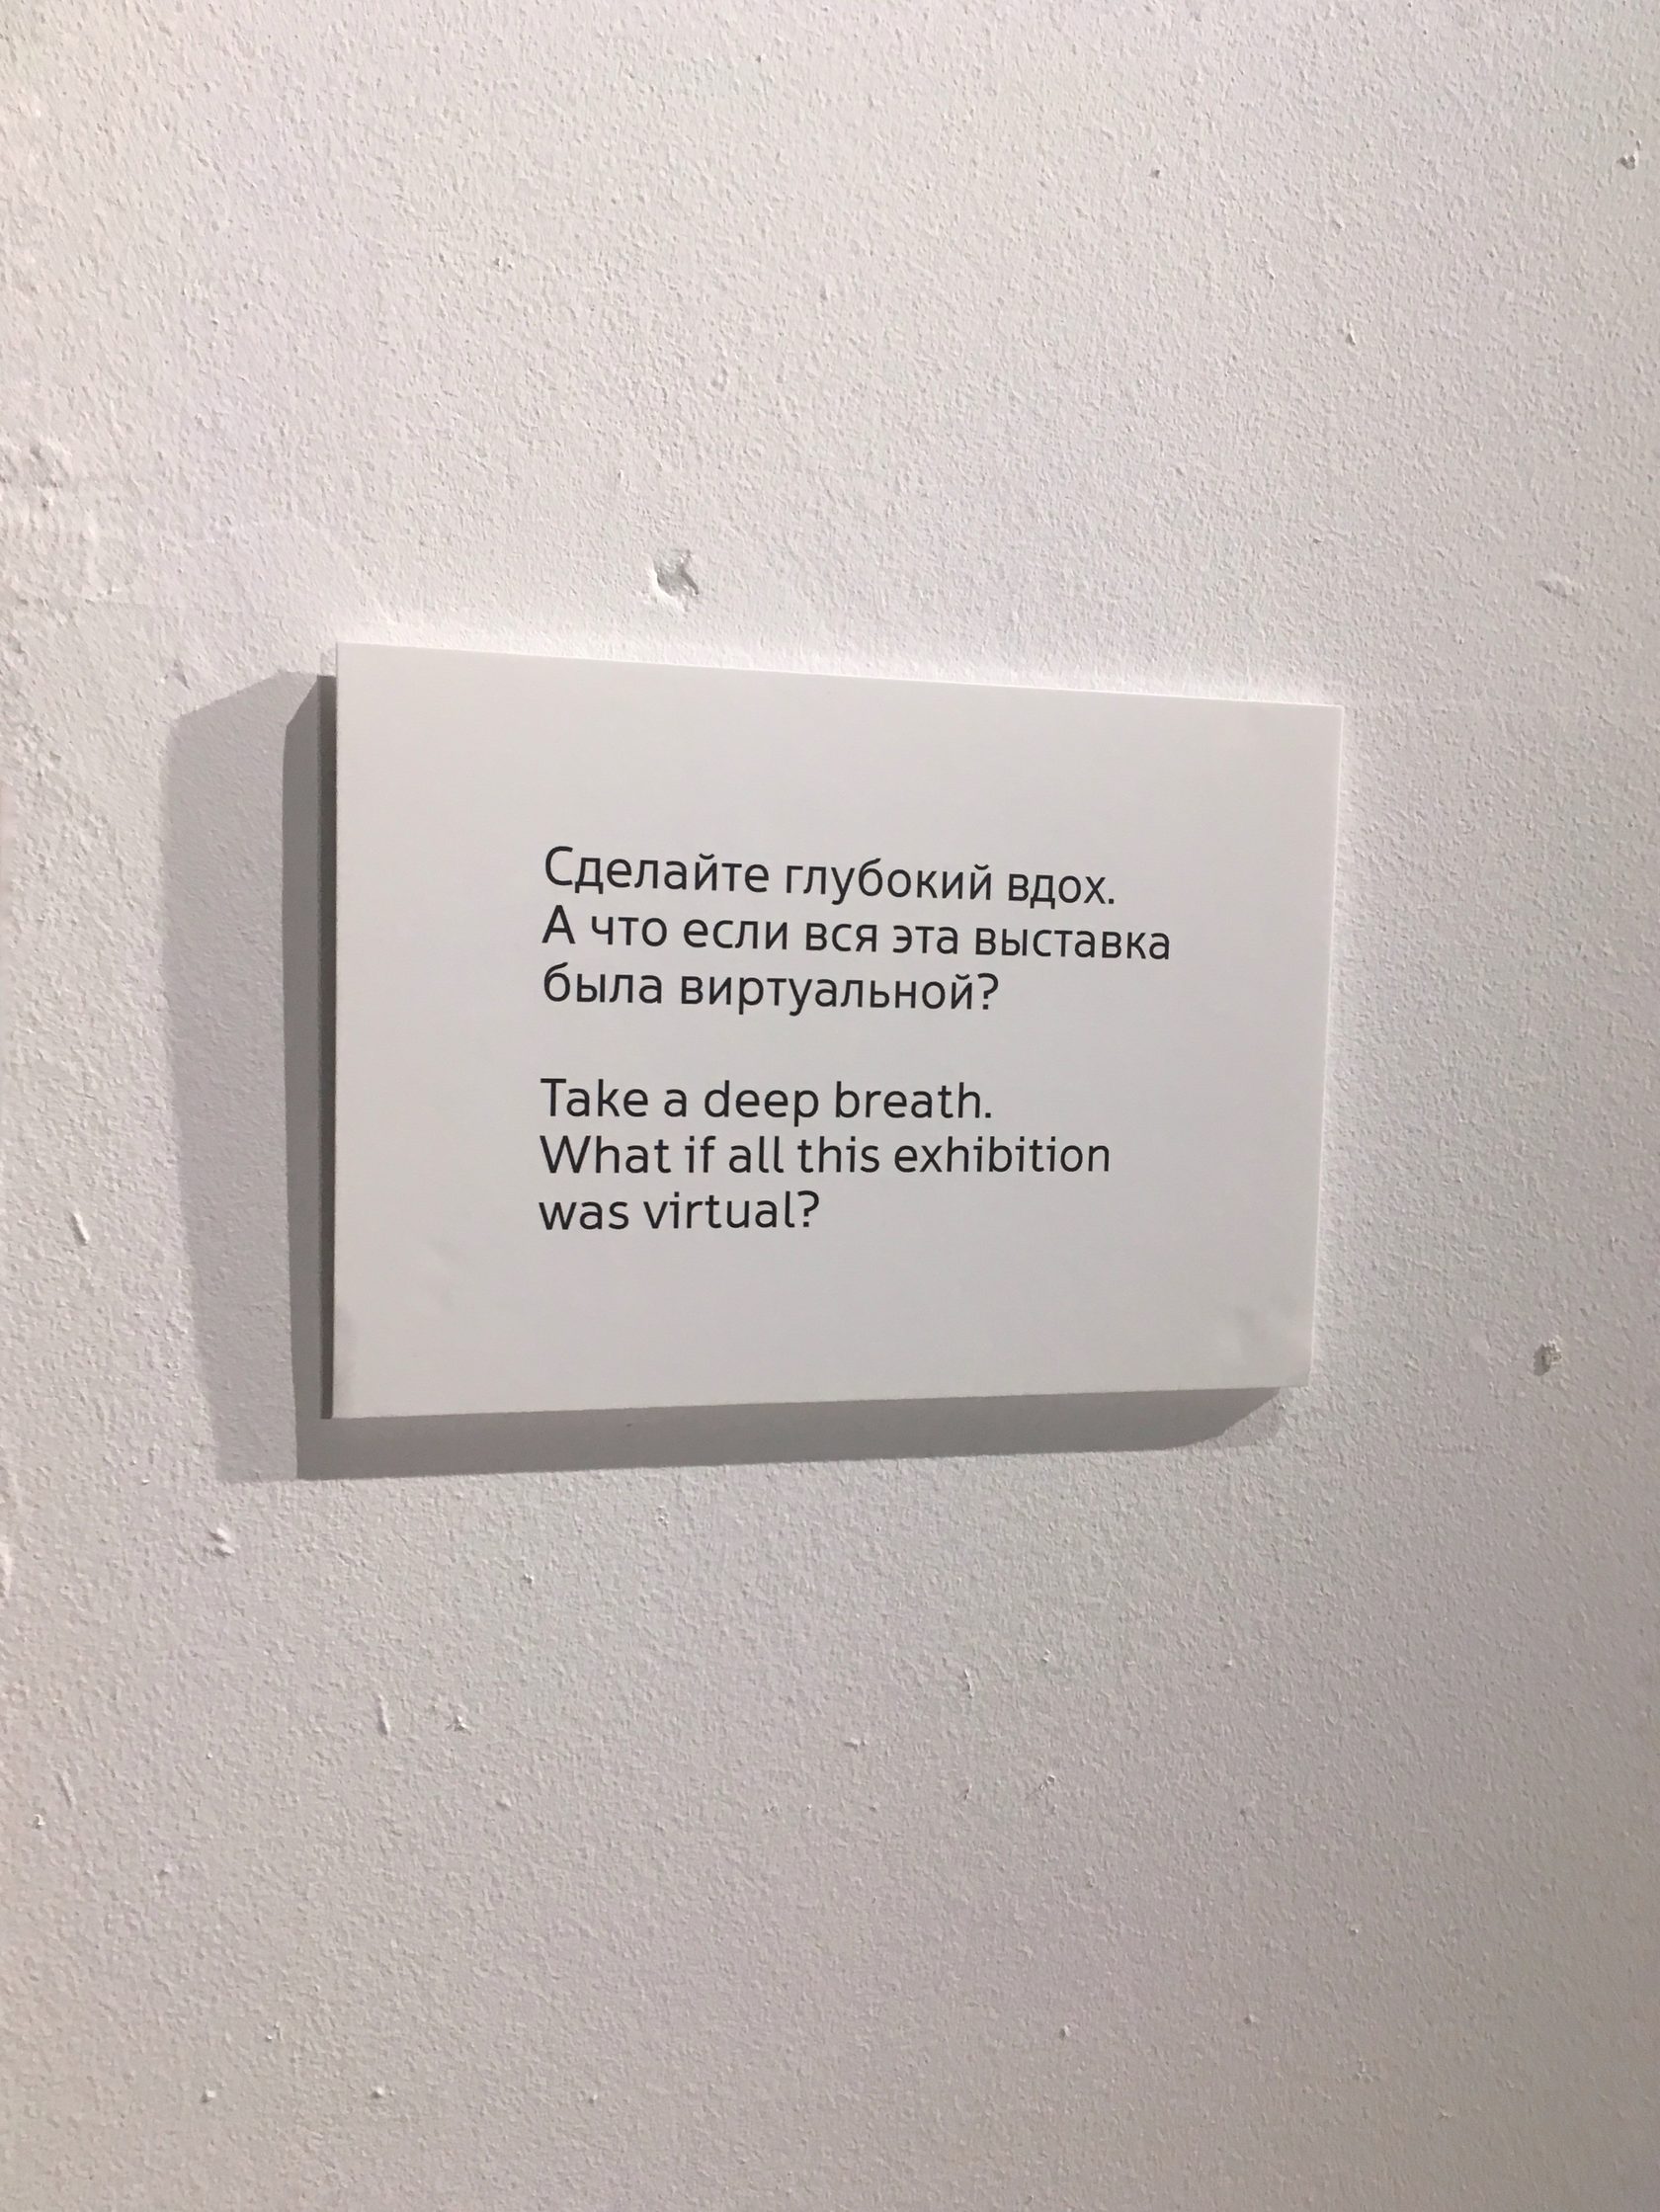 Сделайте глубокий вдох.
А что если вся эта выставка
была виртуальной?
Take a deep breath.
What if all this exhibition
was virtual?